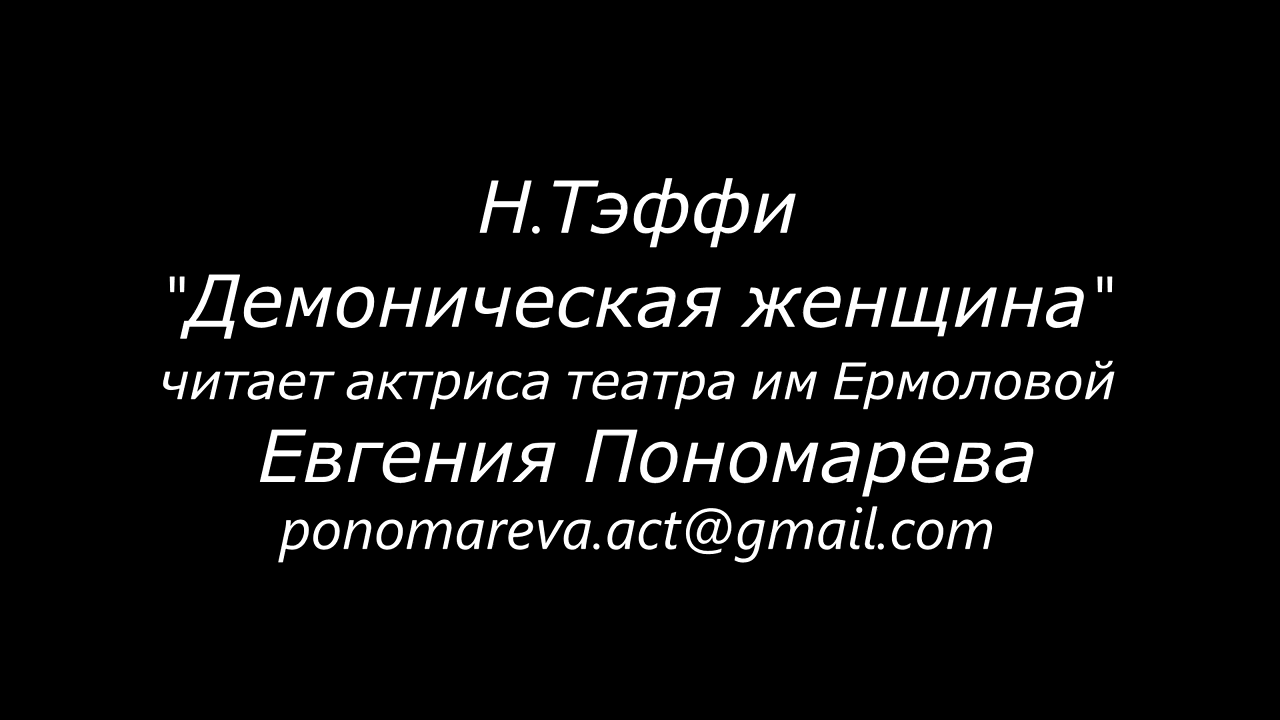 Н.Тэффи
"Демоническая женщина"
читает актриса театра им Ермоловой
Евгения Пономарева
ponomareva.act@gmail.com